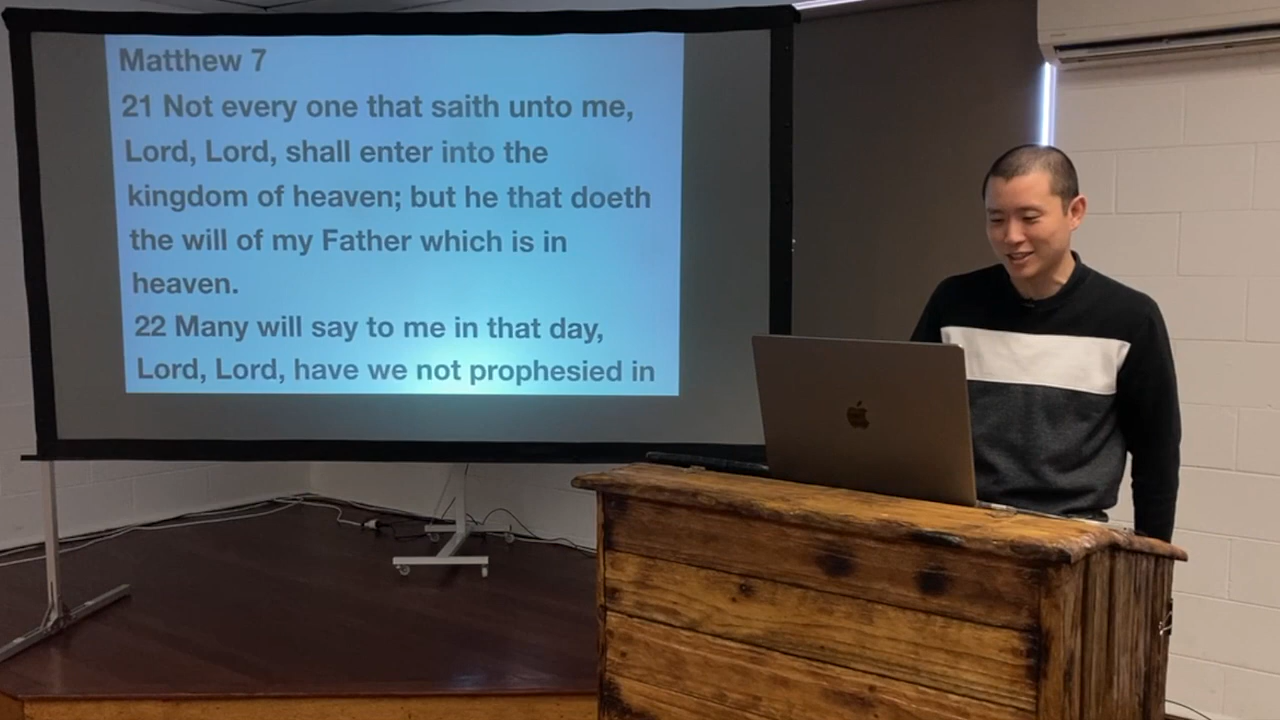 Matthew 7
21 Not every one that saith unto me,
Lord, Lord, shall enter into the
kingdom of heaven; but he that doeth
the will of my Father which is in
heaven.
22 Many will say to me in that day,
Lord, Lord, have we not prophesied in